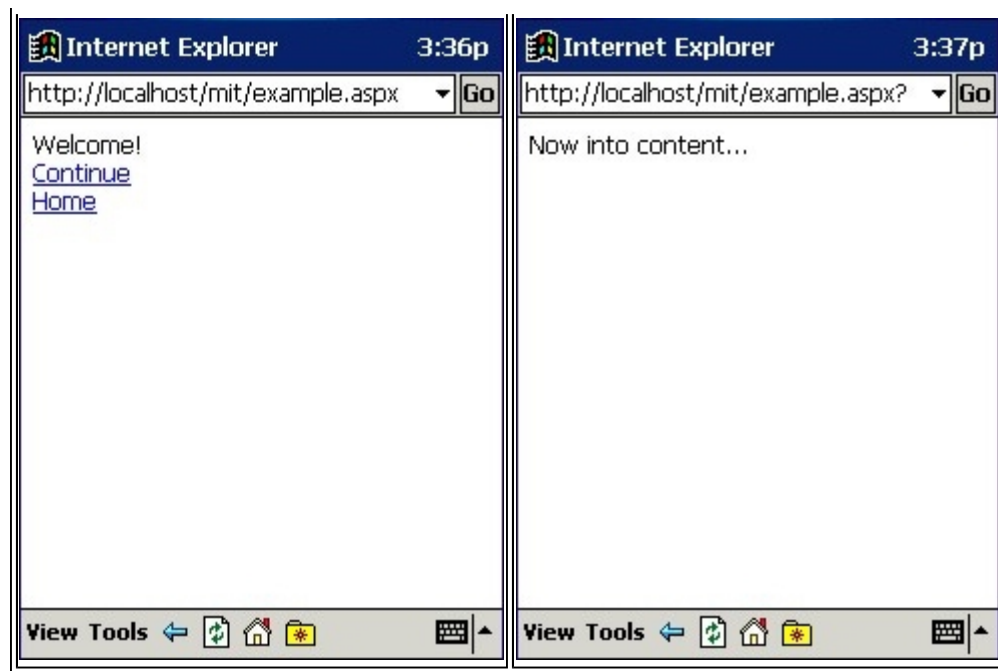 Internet Explorer 3:36p
http://localhost/mit/example.aspx Go
Welcome!
Continue
Home
View Tools
Internet Explorer 3:37p
http://localhost/mit/example.aspx? Go
Now into content...
View Tools